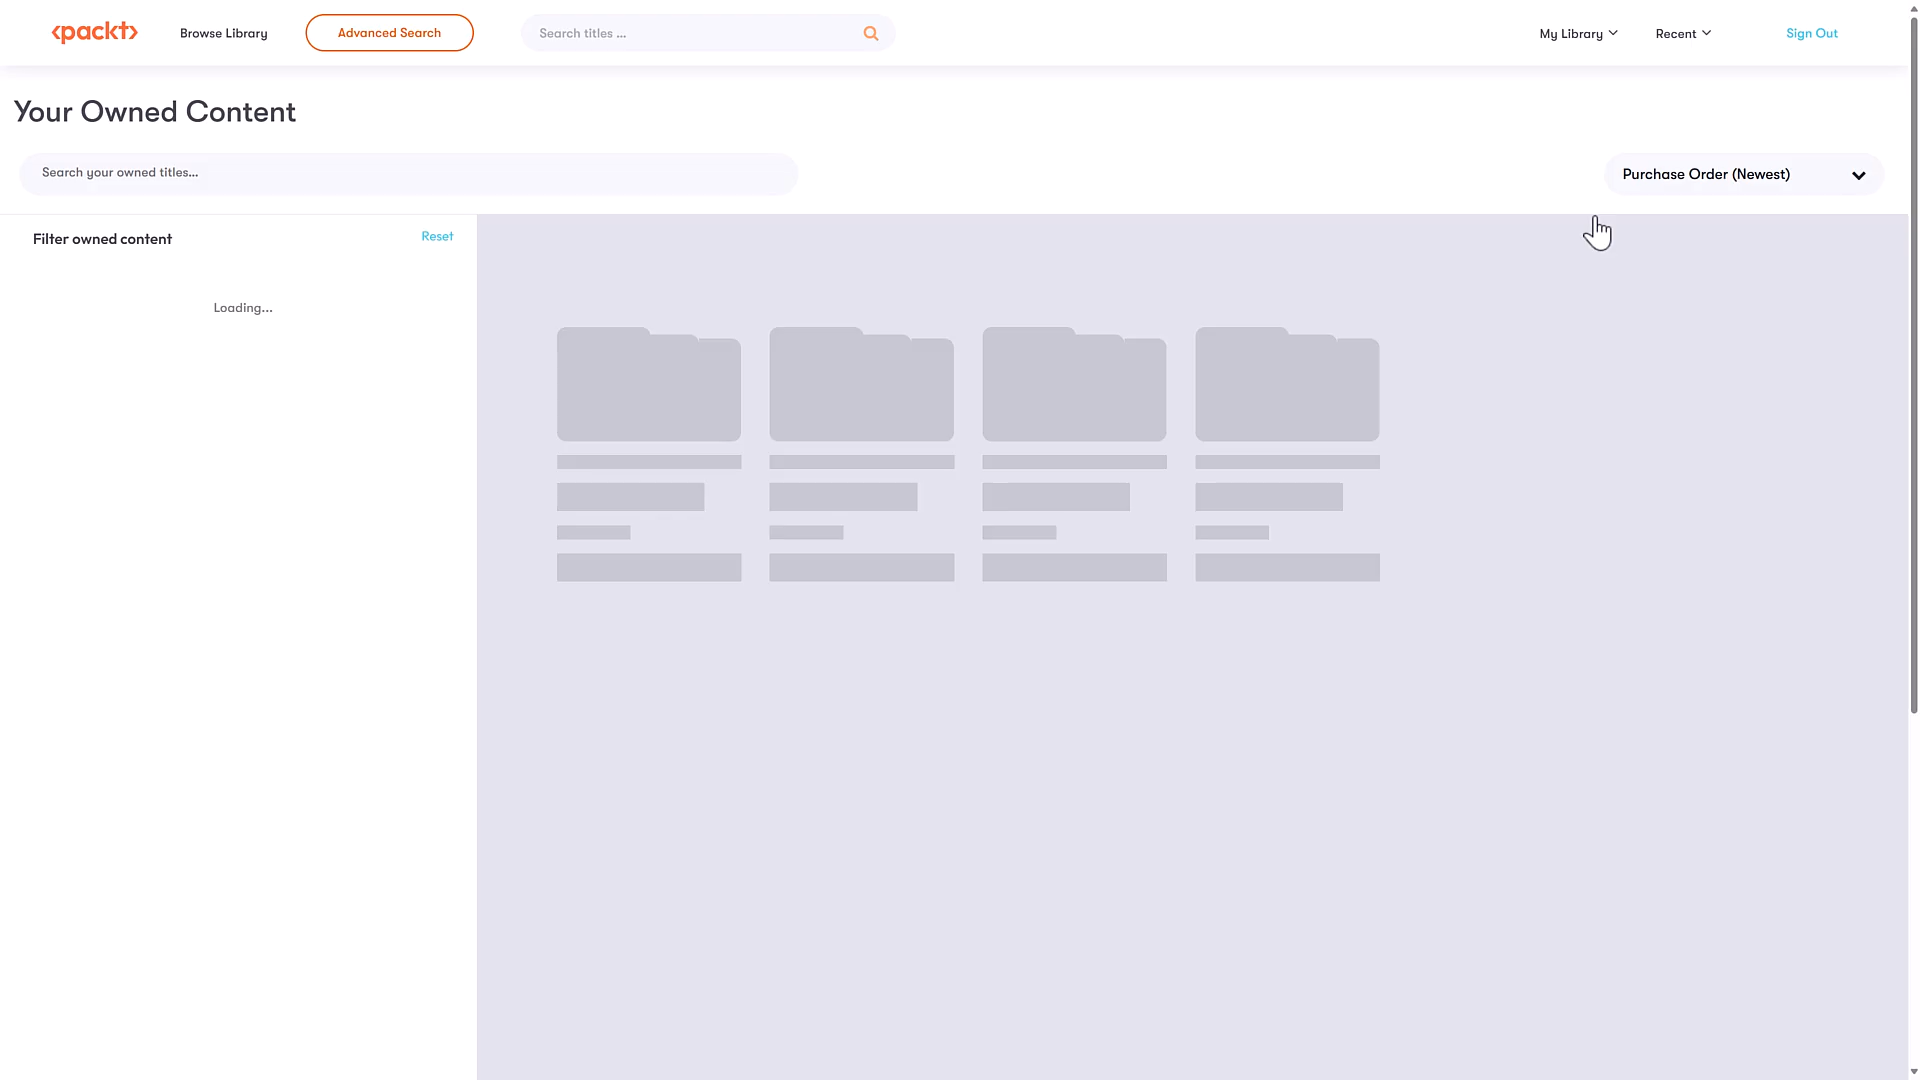 <packt>
Browse Library
Advanced Search
Search titles ...
My Library
Recent
Sign Out
Your Owned Content
Search your owned titles...
Purchase Order (Newest)
Filter owned content
Reset
Loading...